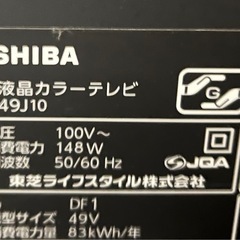 SHIBA
液晶カラーテレビ
49J10
圧 100V～
費電力 148W
波数 50/60 Hz
G
JQA
東芝ライフスタイル株式会社
DF1
型サイズ 49V
費電力量 83kWh/年